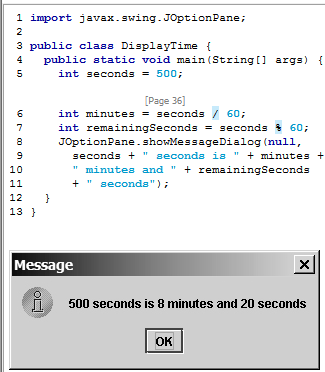 1 import javax.swing.JOptionPane;
2
3 public class DisplayTime {
4 public static void main(String[] args) {
5 int seconds = 500;
[Page 36]
6 int minutes = seconds / 60;
7 int remainingSeconds = seconds % 60;
8 JOptionPane.showMessageDialog(null,
9 seconds + " seconds is " + minutes +
10 " minutes and " + remainingSeconds
11 + " seconds");
12 }
13 }
Message
500 seconds is 8 minutes and 20 seconds
OK